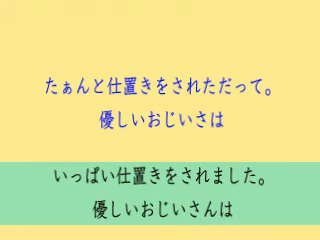 たぁんと仕置きをされただって。
優しいおじいさは
いっぱい仕置きをされました。
優しいおじいさんは